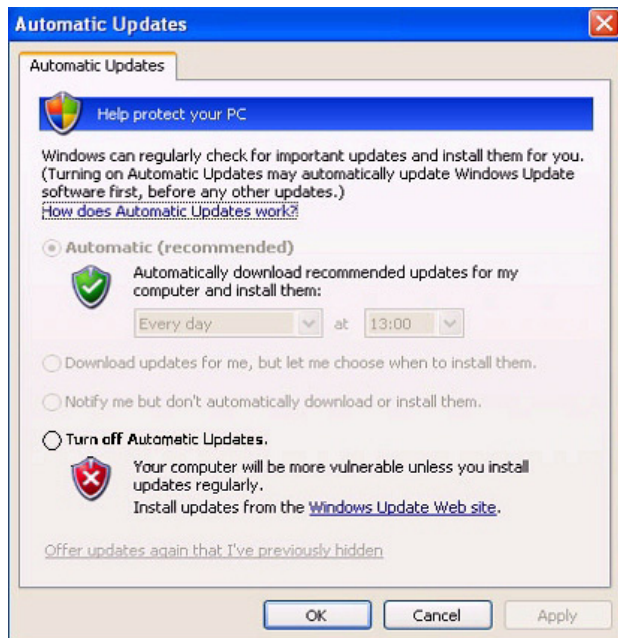 Automatic Updates
Automatic Updates
Help protect your PC
Windows can regularly check for important updates and install them for you.
(Turning on Automatic Updates may automatically update Windows Update
software first, before any other updates.)
How does Automatic Updates work?
Automatic (recommended)
Automatically download recommended updates for my
computer and install them:
Every day at 13:00
Download updates for me, but let me choose when to install them.
Notify me but don't automatically download or install them.
Turn off Automatic Updates.
Your computer will be more vulnerable unless you install
updates regularly.
Install updates from the Windows Update Web site.
Offer updates again that I've previously hidden
OK Cancel Apply